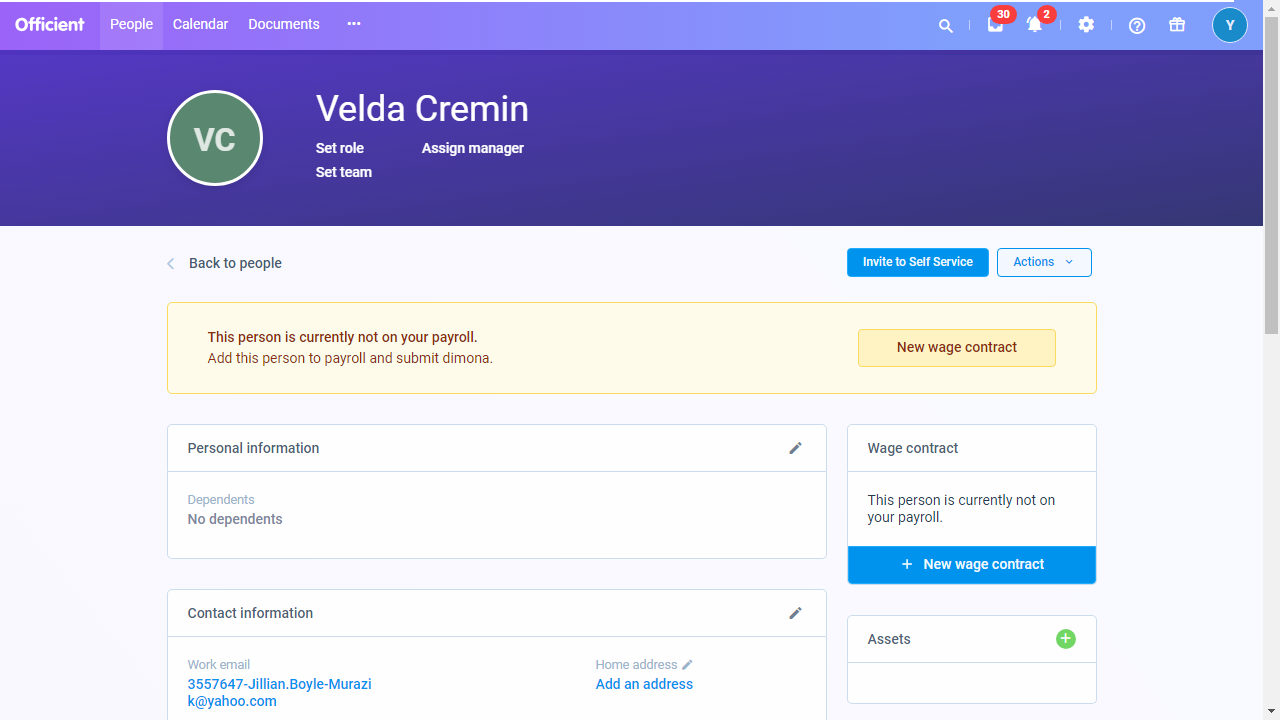 Officient
People
Calendar
Documents
30
2
Y
VC
Velda Cremin
Set role
Assign manager
Set team
Back to people
Invite to Self Service
Actions
This person is currently not on your payroll.
Add this person to payroll and submit dimona.
New wage contract
Personal information
Dependents
No dependents
Wage contract
This person is currently not on
your payroll.
+ New wage contract
Contact information
Work email
3557647-Jillian.Boyle-Murazi
k@yahoo.com
Home address
Add an address
Assets